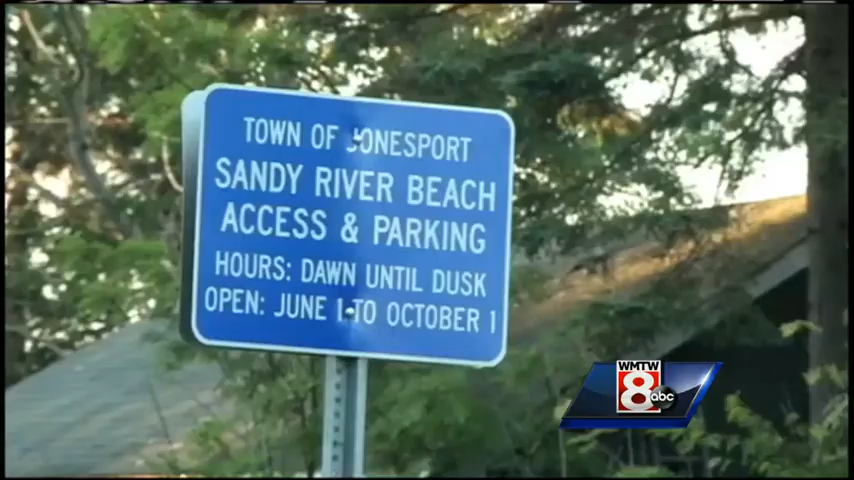 TOWN OF JONESPORT
SANDY RIVER BEACH
ACCESS & PARKING
HOURS: DAWN UNTIL DUSK
OPEN: JUNE 1 TO OCTOBER 1
WMTW
8
abc